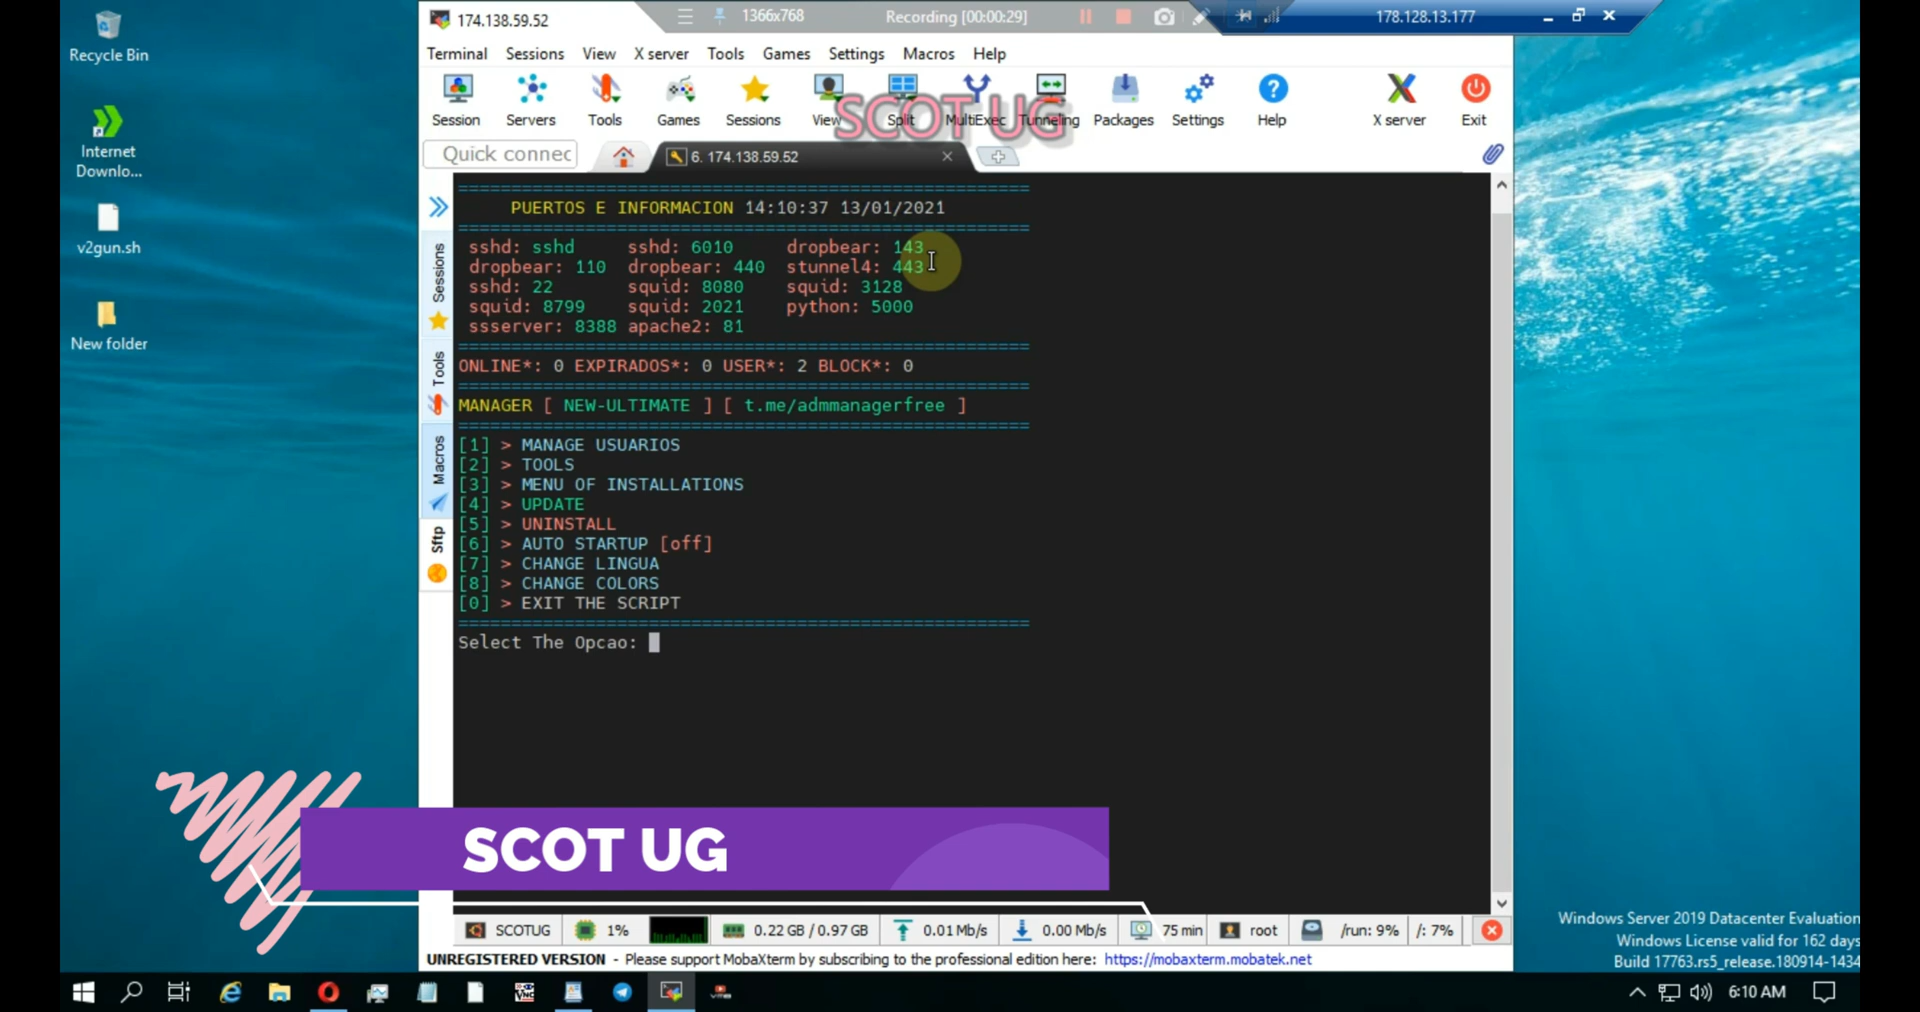 Recycle Bin
Internet
Downlo...
v2gun.sh
New folder
174.138.59.52
1366x768
Recording [00:00:29]
178.128.13.177
Terminal Sessions View X server Tools Games Settings Macros Help
Session Servers Tools Games Sessions View Split MultiExec Tunneling Packages Settings Help X server Exit
SCOT UG
Quick connec
6. 174.138.59.52
Sessions
Tools
Macros
Sftp
PUERTOS E INFORMACION 14:10:37 13/01/2021
sshd: sshd sshd: 6010 dropbear: 143
dropbear: 110 dropbear: 440 stunnel4: 443
sshd: 22 squid: 8080 squid: 3128
squid: 8799 squid: 2021 python: 5000
ssserver: 8388 apache2: 81
ONLINE*: 0 EXPIRADOS*: 0 USER*: 2 BLOCK*: 0
MANAGER [ NEW-ULTIMATE ] [ t.me/admmanagerfree ]
[1] > MANAGE USUARIOS
[2] > TOOLS
[3] > MENU OF INSTALLATIONS
[4] > UPDATE
[5] > UNINSTALL
[6] > AUTO STARTUP [off]
[7] > CHANGE LINGUA
[8] > CHANGE COLORS
[0] > EXIT THE SCRIPT
Select The Opcao:
SCOT UG
SCOTUG 1% 0.22 GB / 0.97 GB 0.01 Mb/s 0.00 Mb/s 75 min root /run: 9% /: 7%
UNREGISTERED VERSION - Please support MobaXterm by subscribing to the professional edition here: https://mobaxterm.mobatek.net
Windows Server 2019 Datacenter Evaluation
Windows License valid for 162 days
Build 17763.rs5_release.180914-1434
6:10 AM